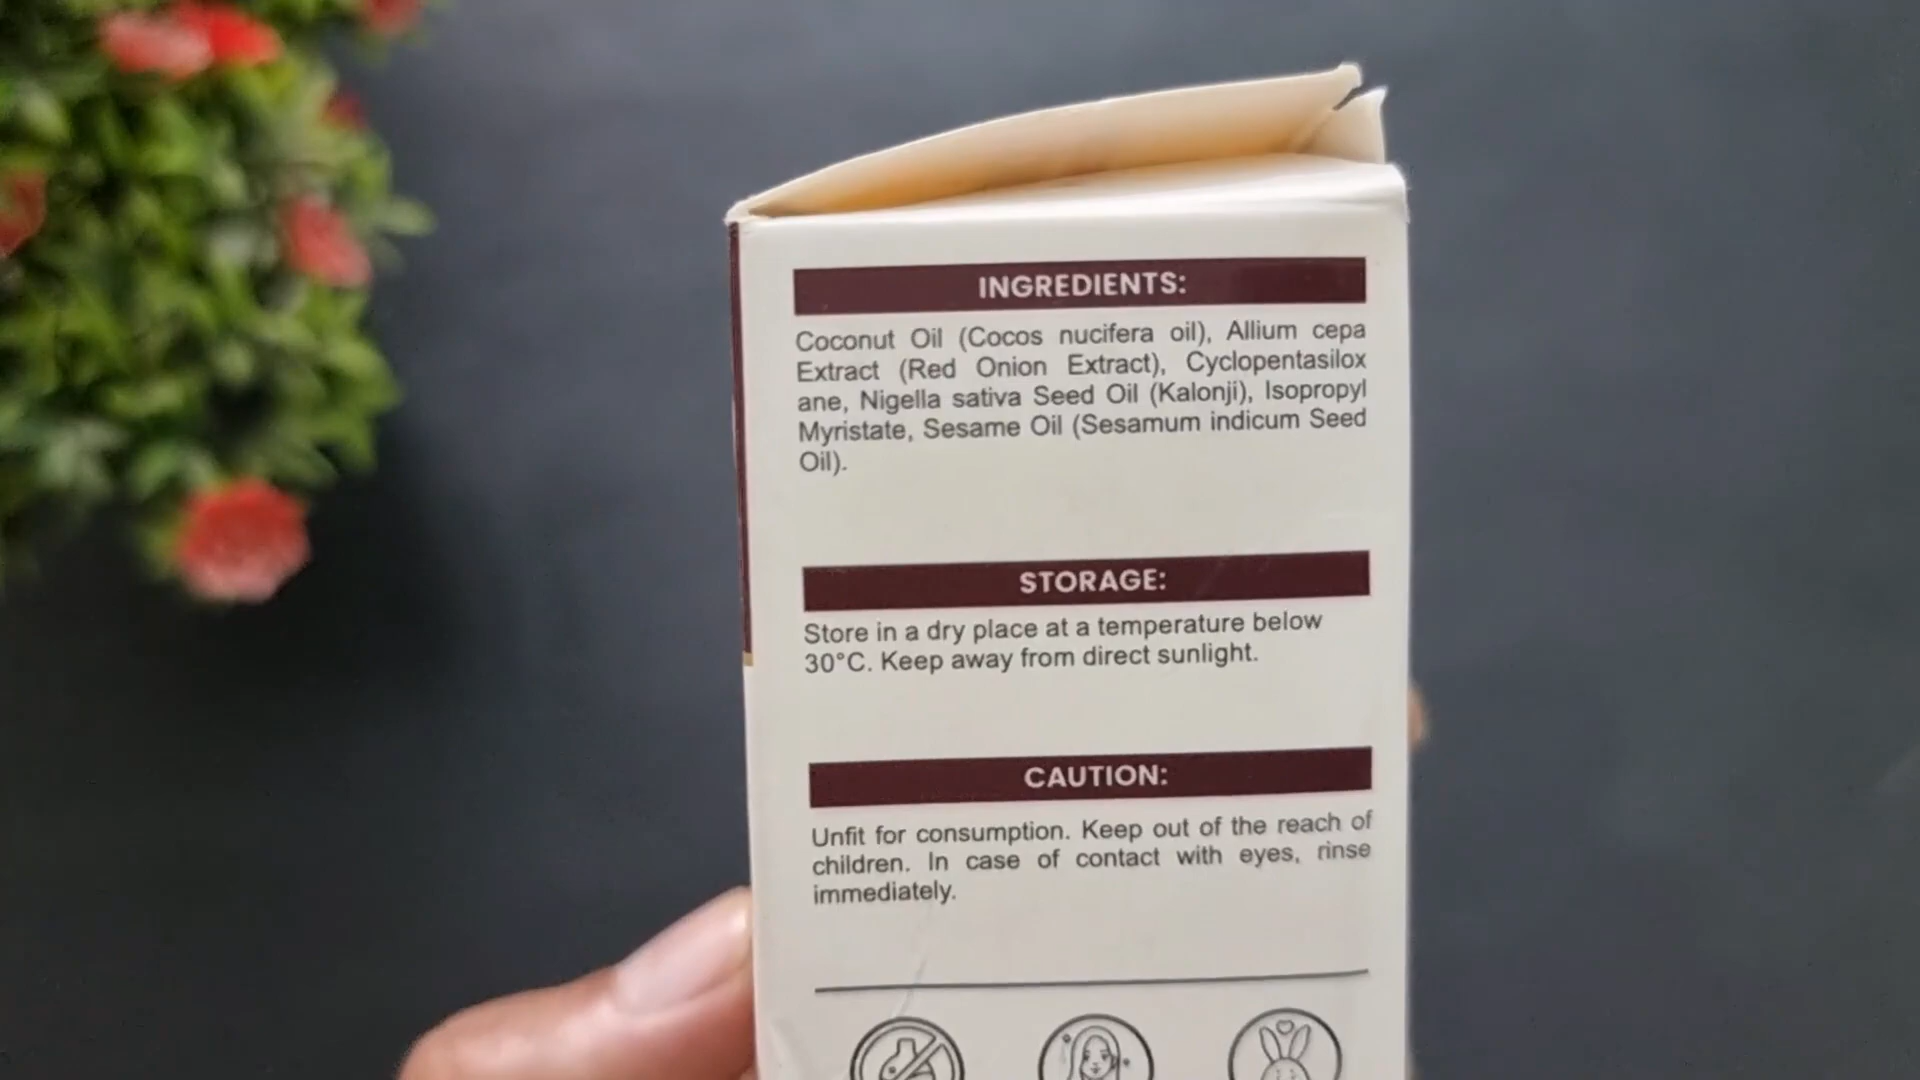 INGREDIENTS:
Coconut Oil (Cocos nucifera oil), Allium cepa
Extract (Red Onion Extract), Cyclopentasilox
ane, Nigella sativa Seed Oil (Kalonji), Isopropyl
Myristate, Sesame Oil (Sesamum indicum Seed
Oil).
STORAGE:
Store in a dry place at a temperature below
30°C. Keep away from direct sunlight.
CAUTION:
Unfit for consumption. Keep out of the reach of
children. In case of contact with eyes, rinse
immediately.